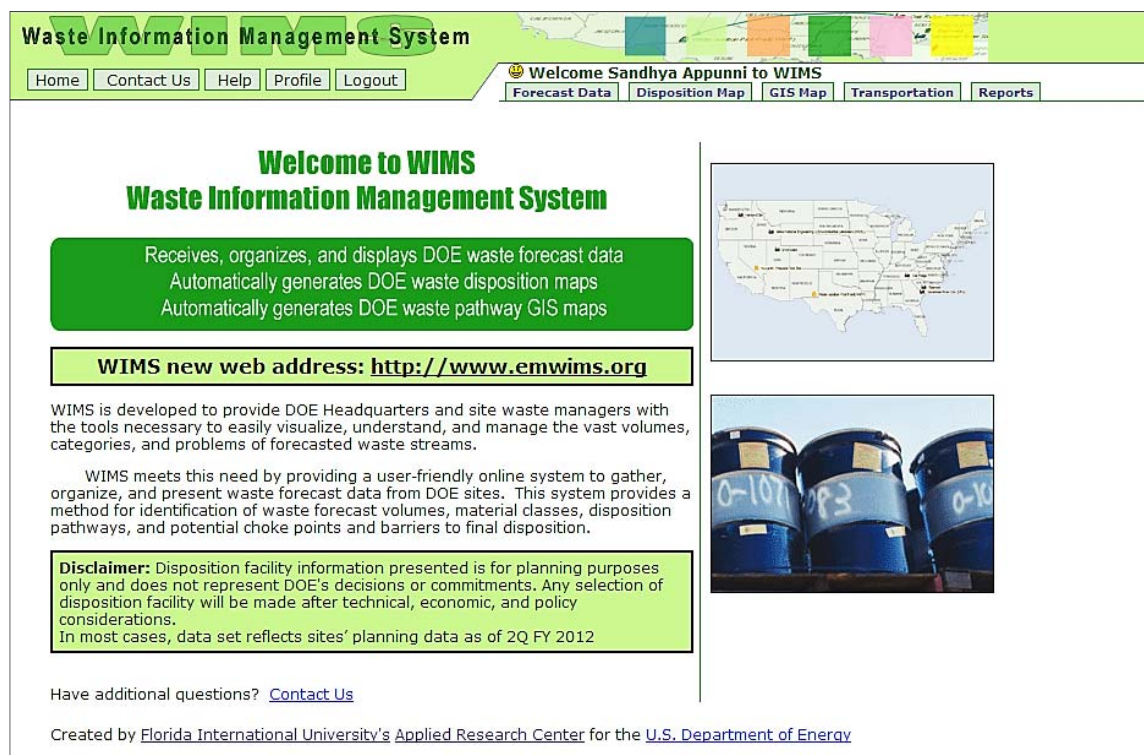 Waste Information Management System
Home Contact Us Help Profile Logout
Welcome Sandhya Appunni to WIMS
Forecast Data Disposition Map GIS Map Transportation Reports
Welcome to WIMS
Waste Information Management System
Receives, organizes, and displays DOE waste forecast data
Automatically generates DOE waste disposition maps
Automatically generates DOE waste pathway GIS maps
WIMS new web address: http://www.emwims.org
WIMS is developed to provide DOE Headquarters and site waste managers with
the tools necessary to easily visualize, understand, and manage the vast volumes,
categories, and problems of forecasted waste streams.
WIMS meets this need by providing a user-friendly online system to gather,
organize, and present waste forecast data from DOE sites. This system provides a
method for identification of waste forecast volumes, material classes, disposition
pathways, and potential choke points and barriers to final disposition.
Disclaimer: Disposition facility information presented is for planning purposes
only and does not represent DOE's decisions or commitments. Any selection of
disposition facility will be made after technical, economic, and policy
considerations.
In most cases, data set reflects sites' planning data as of 2Q FY 2012
O-1071
083
Have additional questions? Contact Us
Created by Florida International University's Applied Research Center for the U.S. Department of Energy